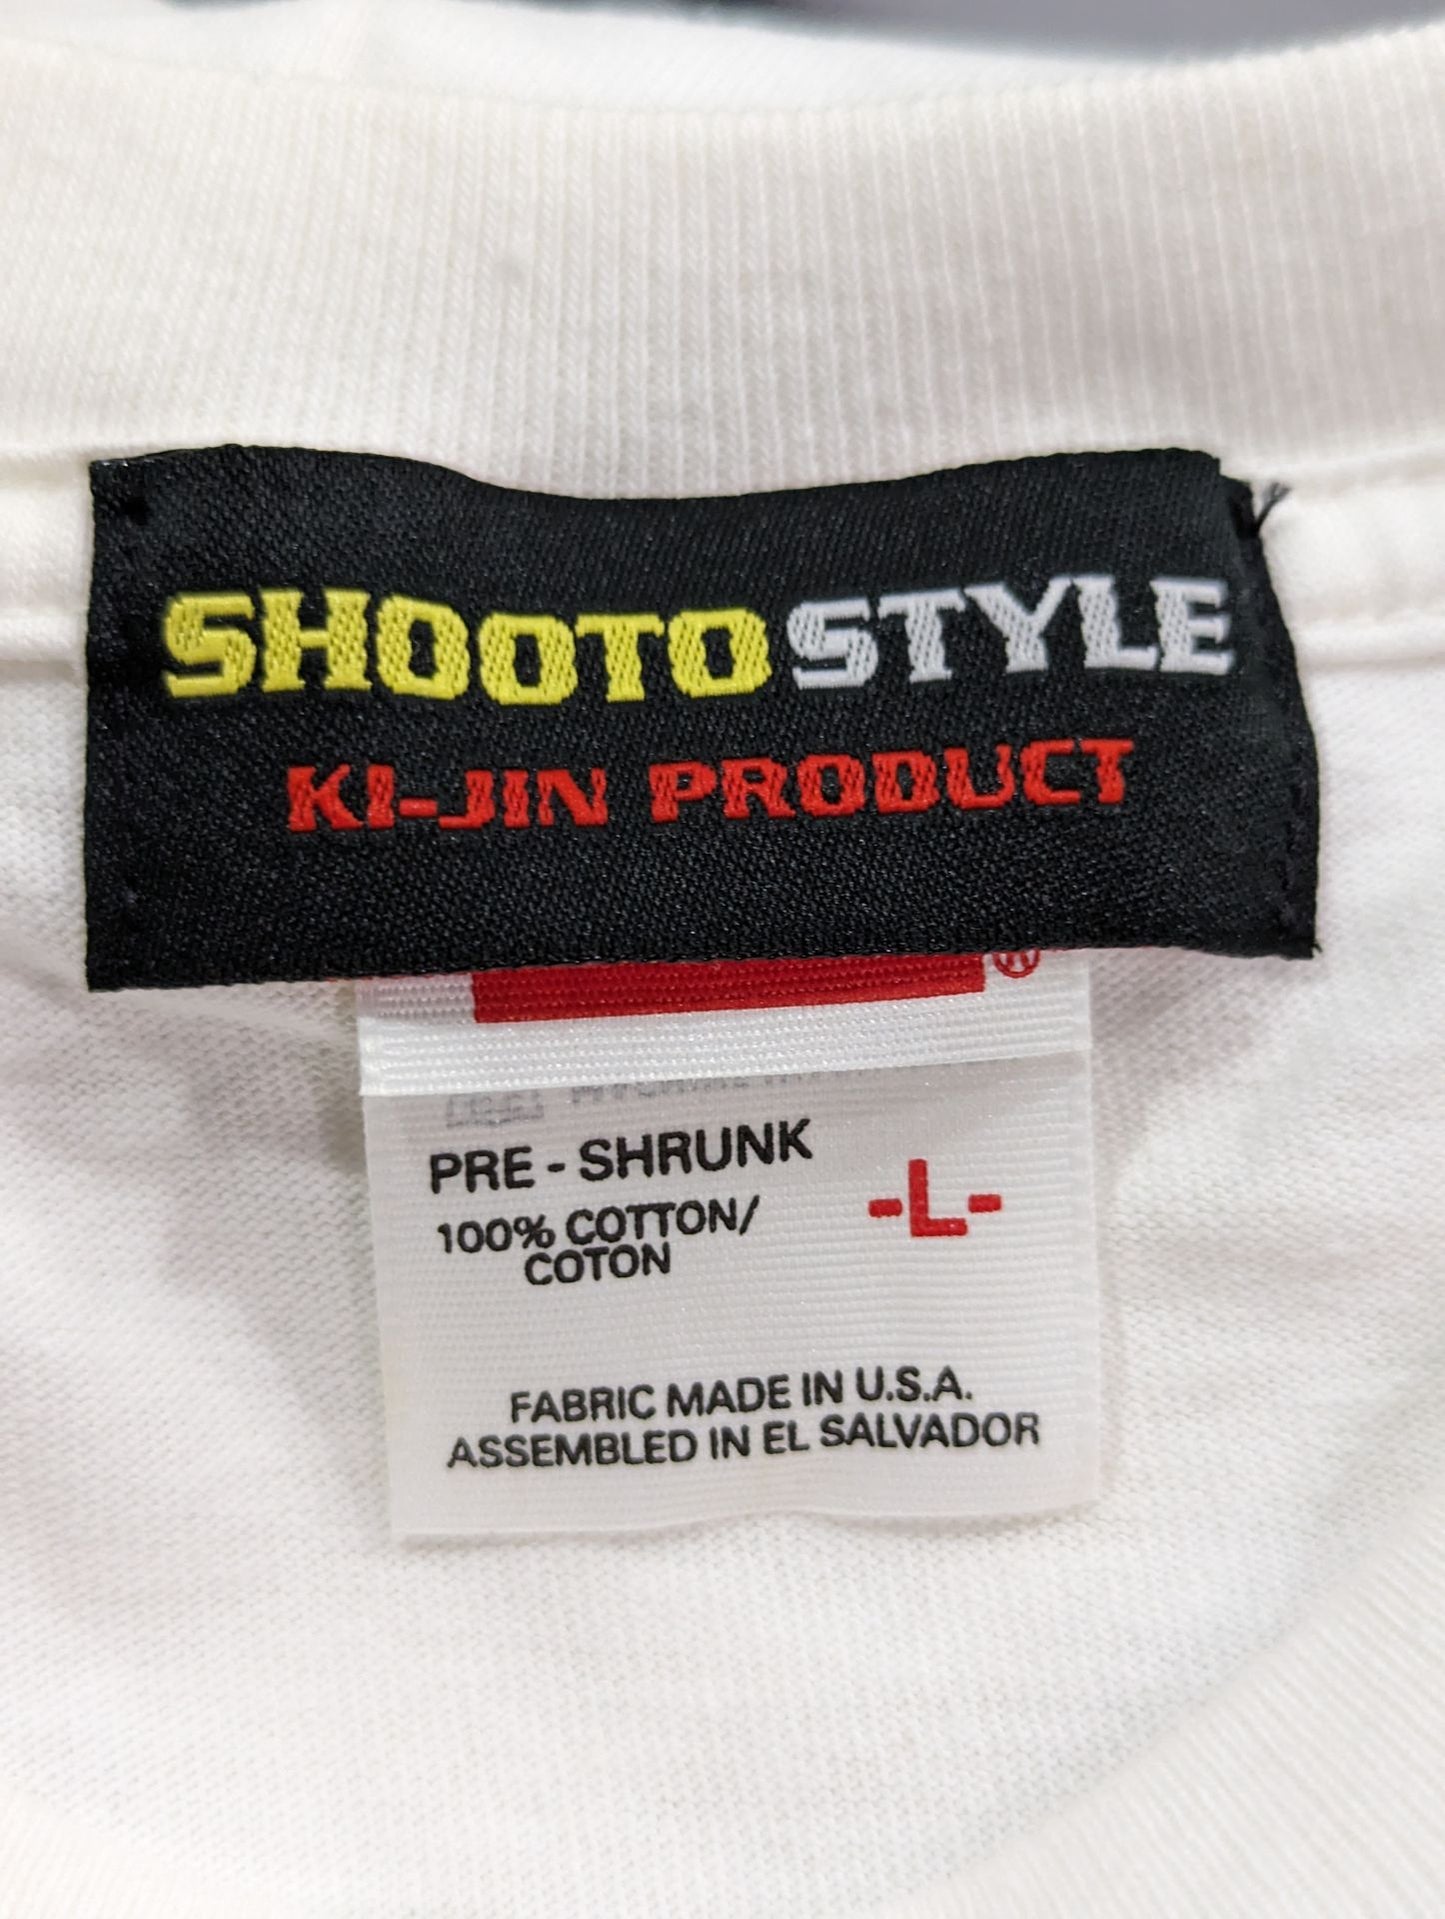 SHOOTO STYLE
KI-JIN PRODUCT
®
PRE - SHRUNK
-L-
100% COTTON/
COTON
FABRIC MADE IN U.S.A.
ASSEMBLED IN EL SALVADOR